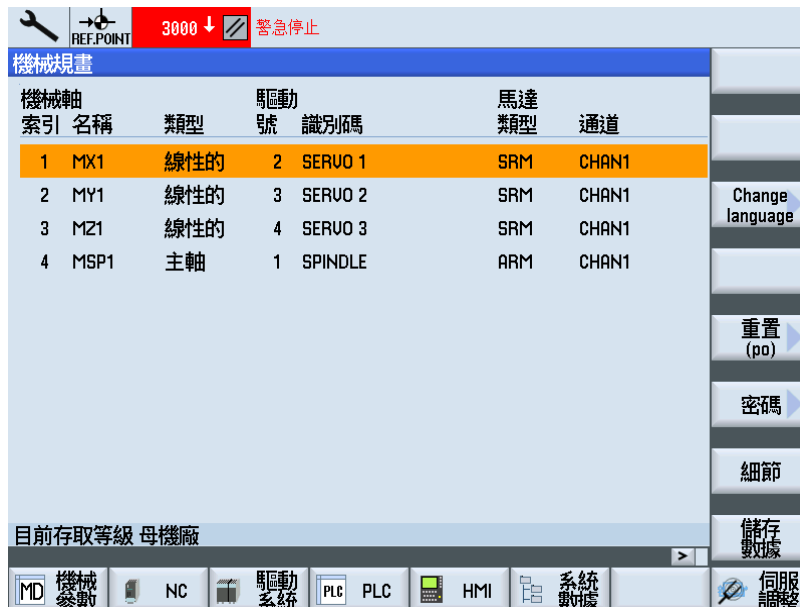 REF.POINT
3000 警急停止
機械規畫
機械軸 驅動 馬達
索引 名稱 類型 號 識別碼 類型 通道
1 MX1 線性的 2 SERVO 1 SRM CHAN1
2 MY1 線性的 3 SERVO 2 SRM CHAN1
3 MZ1 線性的 4 SERVO 3 SRM CHAN1
4 MSP1 主軸 1 SPINDLE ARM CHAN1
Change
language
重置
(po)
密碼
細節
儲存
數據
目前存取等級 母機廠
>
MD 機械
參數
NC
驅動
系統
PLC PLC
HMI
系統
數據
伺服
調整